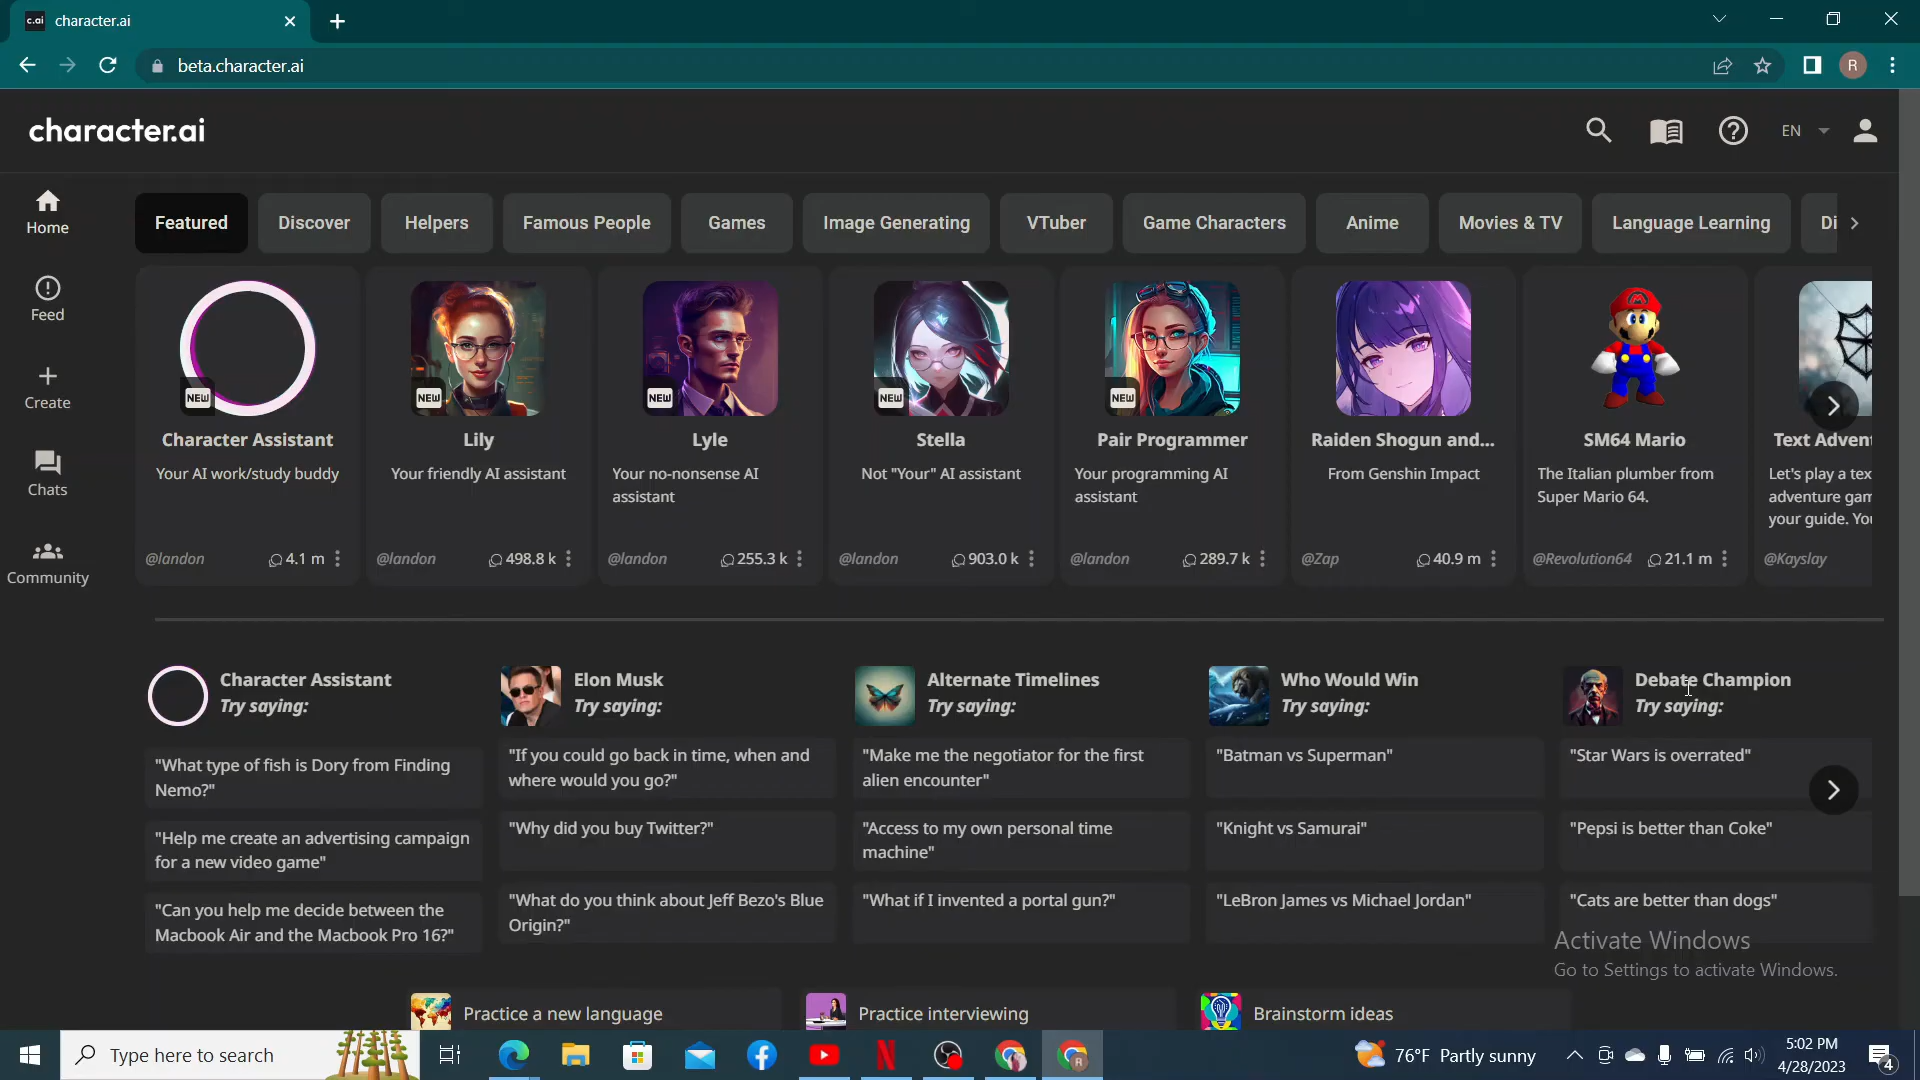 c.ai character.ai
beta.character.ai
R
character.ai
EN
Home
Feed
Create
Chats
Community
Featured Discover Helpers Famous People Games Image Generating VTuber Game Characters Anime Movies & TV Language Learning Di
NEW NEW NEW NEW NEW
Character Assistant
Your AI work/study buddy
@landon 4.1 m
Lily
Your friendly AI assistant
@landon 498.8 k
Lyle
Your no-nonsense AI
assistant
@landon 255.3 k
Stella
Not "Your" AI assistant
@landon 903.0 k
Pair Programmer
Your programming AI
assistant
@landon 289.7 k
Raiden Shogun and...
From Genshin Impact
@Zap 40.9 m
SM64 Mario
The Italian plumber from
Super Mario 64.
@Revolution64 21.1 m
Text Advent
Let's play a tex
adventure gam
your guide. You
@Kayslay
Character Assistant
Try saying:
"What type of fish is Dory from Finding
Nemo?"
"Help me create an advertising campaign
for a new video game"
"Can you help me decide between the
Macbook Air and the Macbook Pro 16?"
Elon Musk
Try saying:
"If you could go back in time, when and
where would you go?"
"Why did you buy Twitter?"
"What do you think about Jeff Bezo's Blue
Origin?"
Alternate Timelines
Try saying:
"Make me the negotiator for the first
alien encounter"
"Access to my own personal time
machine"
"What if I invented a portal gun?"
Who Would Win
Try saying:
"Batman vs Superman"
"Knight vs Samurai"
"LeBron James vs Michael Jordan"
Debate Champion
Try saying:
"Star Wars is overrated"
"Pepsi is better than Coke"
"Cats are better than dogs"
Activate Windows
Go to Settings to activate Windows.
Practice a new language
Practice interviewing
Brainstorm ideas
Type here to search
76°F Partly sunny
5:02 PM
4/28/2023
4